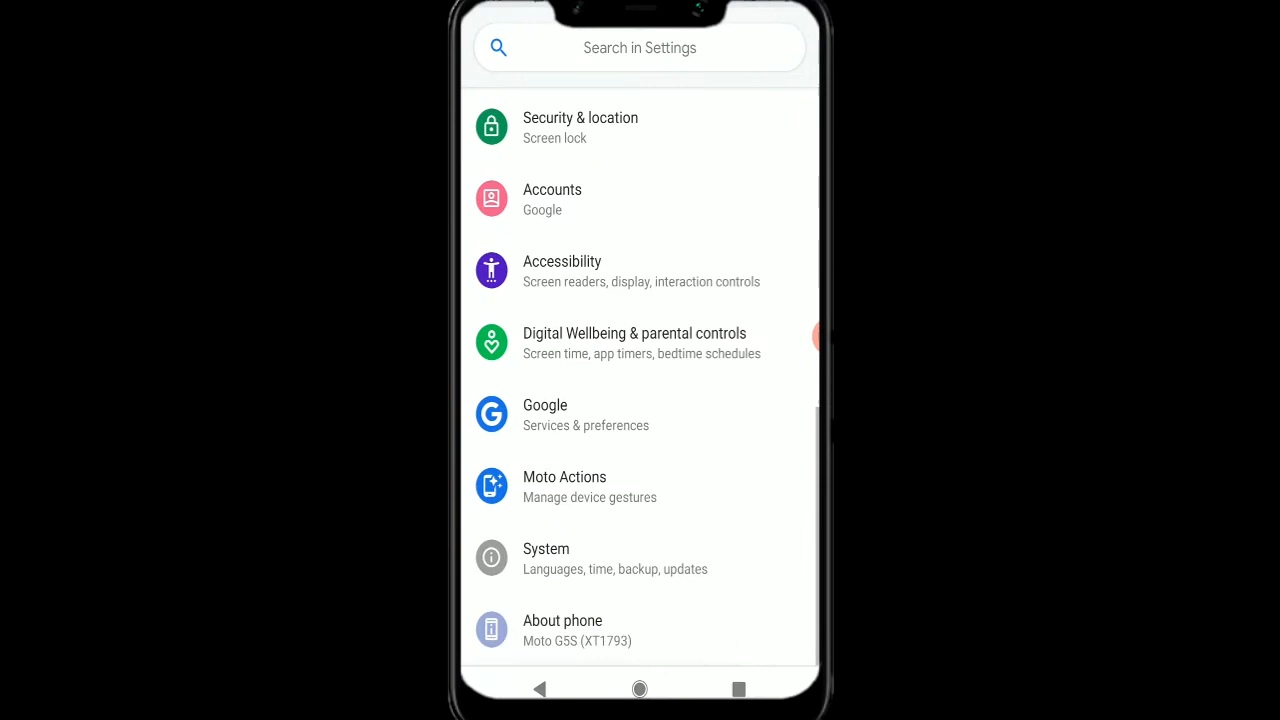 Search in Settings
Security & location
Screen lock
Accounts
Google
Accessibility
Screen readers, display, interaction controls
Digital Wellbeing & parental controls
Screen time, app timers, bedtime schedules
Google
Services & preferences
Moto Actions
Manage device gestures
System
Languages, time, backup, updates
About phone
Moto G5S (XT1793)